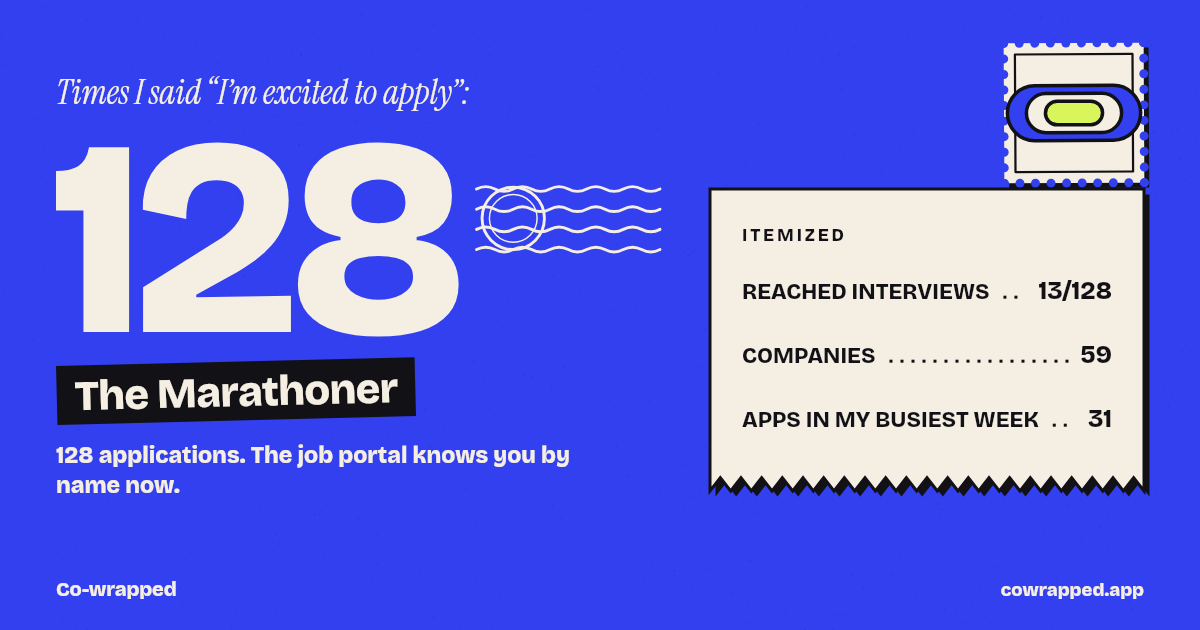 Times I said “I’m excited to apply”:
128
The Marathoner
128 applications. The job portal knows you by
name now.
ITEMIZED
REACHED INTERVIEWS .. 13/128
COMPANIES ................. 59
APPS IN MY BUSIEST WEEK .. 31
Co-wrapped
cowrapped.app